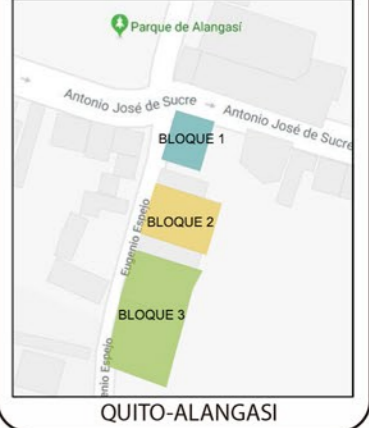 Parque de Alangasí
Antonio José de Sucre
Antonio José de Sucre
BLOQUE 1
BLOQUE 2
Eugenio Espejo
BLOQUE 3
enio Espejo
QUITO-ALANGASI